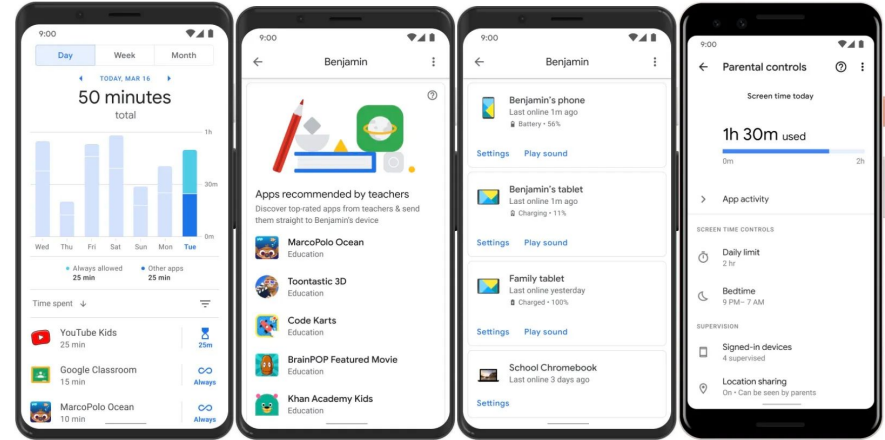 9:00
Day Week Month
TODAY, MAR 16
50 minutes
total
1h
30m
0m
Wed Thu Fri Sat Sun Mon Tue
Always allowed
25 min
Other apps
25 min
Time spent
YouTube Kids
25 min
25m
Google Classroom
15 min
Always
MarcoPolo Ocean
10 min
Always
9:00
Benjamin
Apps recommended by teachers
Discover top-rated apps from teachers & send
them straight to Benjamin's device
MarcoPolo Ocean
Education
Toontastic 3D
Education
Code Karts
Education
BrainPOP Featured Movie
Education
Khan Academy Kids
Education
9:00
Benjamin
Benjamin's phone
Last online 1m ago
Battery • 56%
Settings Play sound
Benjamin's tablet
Last online 1m ago
Charging • 11%
Settings Play sound
Family tablet
Last online yesterday
Charged • 100%
Settings Play sound
School Chromebook
Last online 3 days ago
Settings
9:00
Parental controls
Screen time today
1h 30m used
0m 2h
App activity
SCREEN TIME CONTROLS
Daily limit
2 hr
Bedtime
9 PM– 7 AM
SUPERVISION
Signed-in devices
4 supervised
Location sharing
On • Can be seen by parents